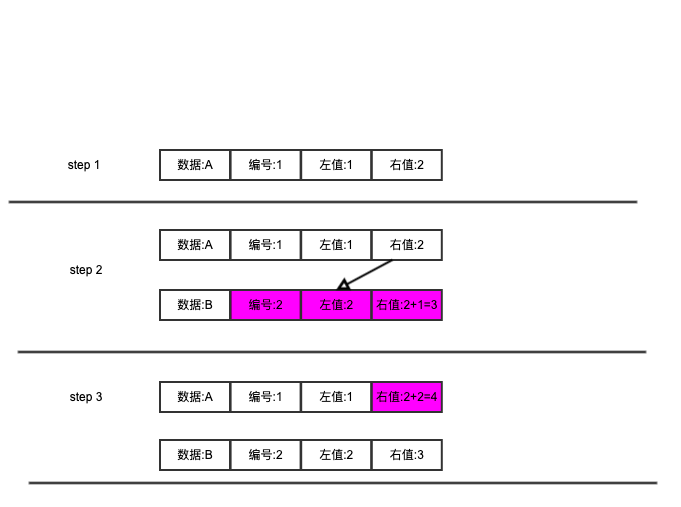 step 1 数据:A 编号:1 左值:1 右值:2
数据:A 编号:1 左值:1 右值:2
step 2
数据:B 编号:2 左值:2 右值:2+1=3
step 3 数据:A 编号:1 左值:1 右值:2+2=4
数据:B 编号:2 左值:2 右值:3